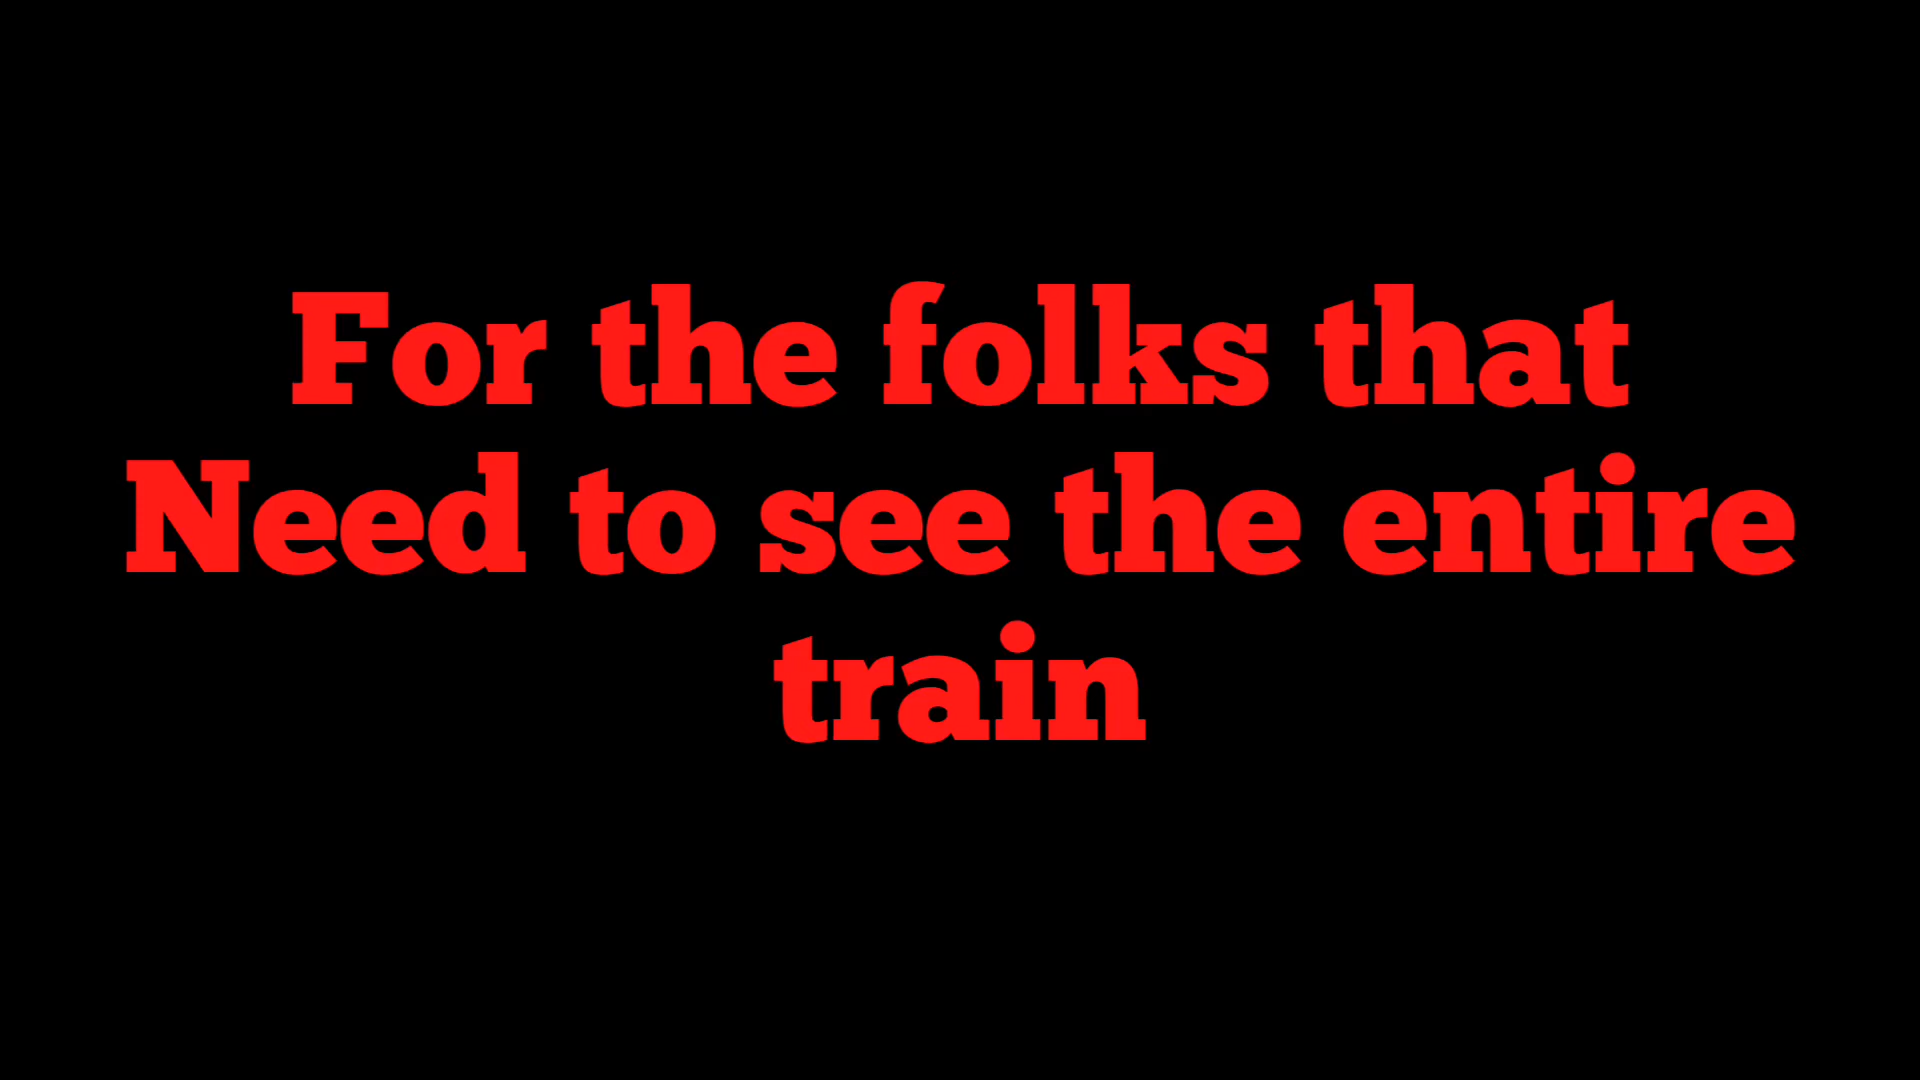 For the folks that
Need to see the entire
train